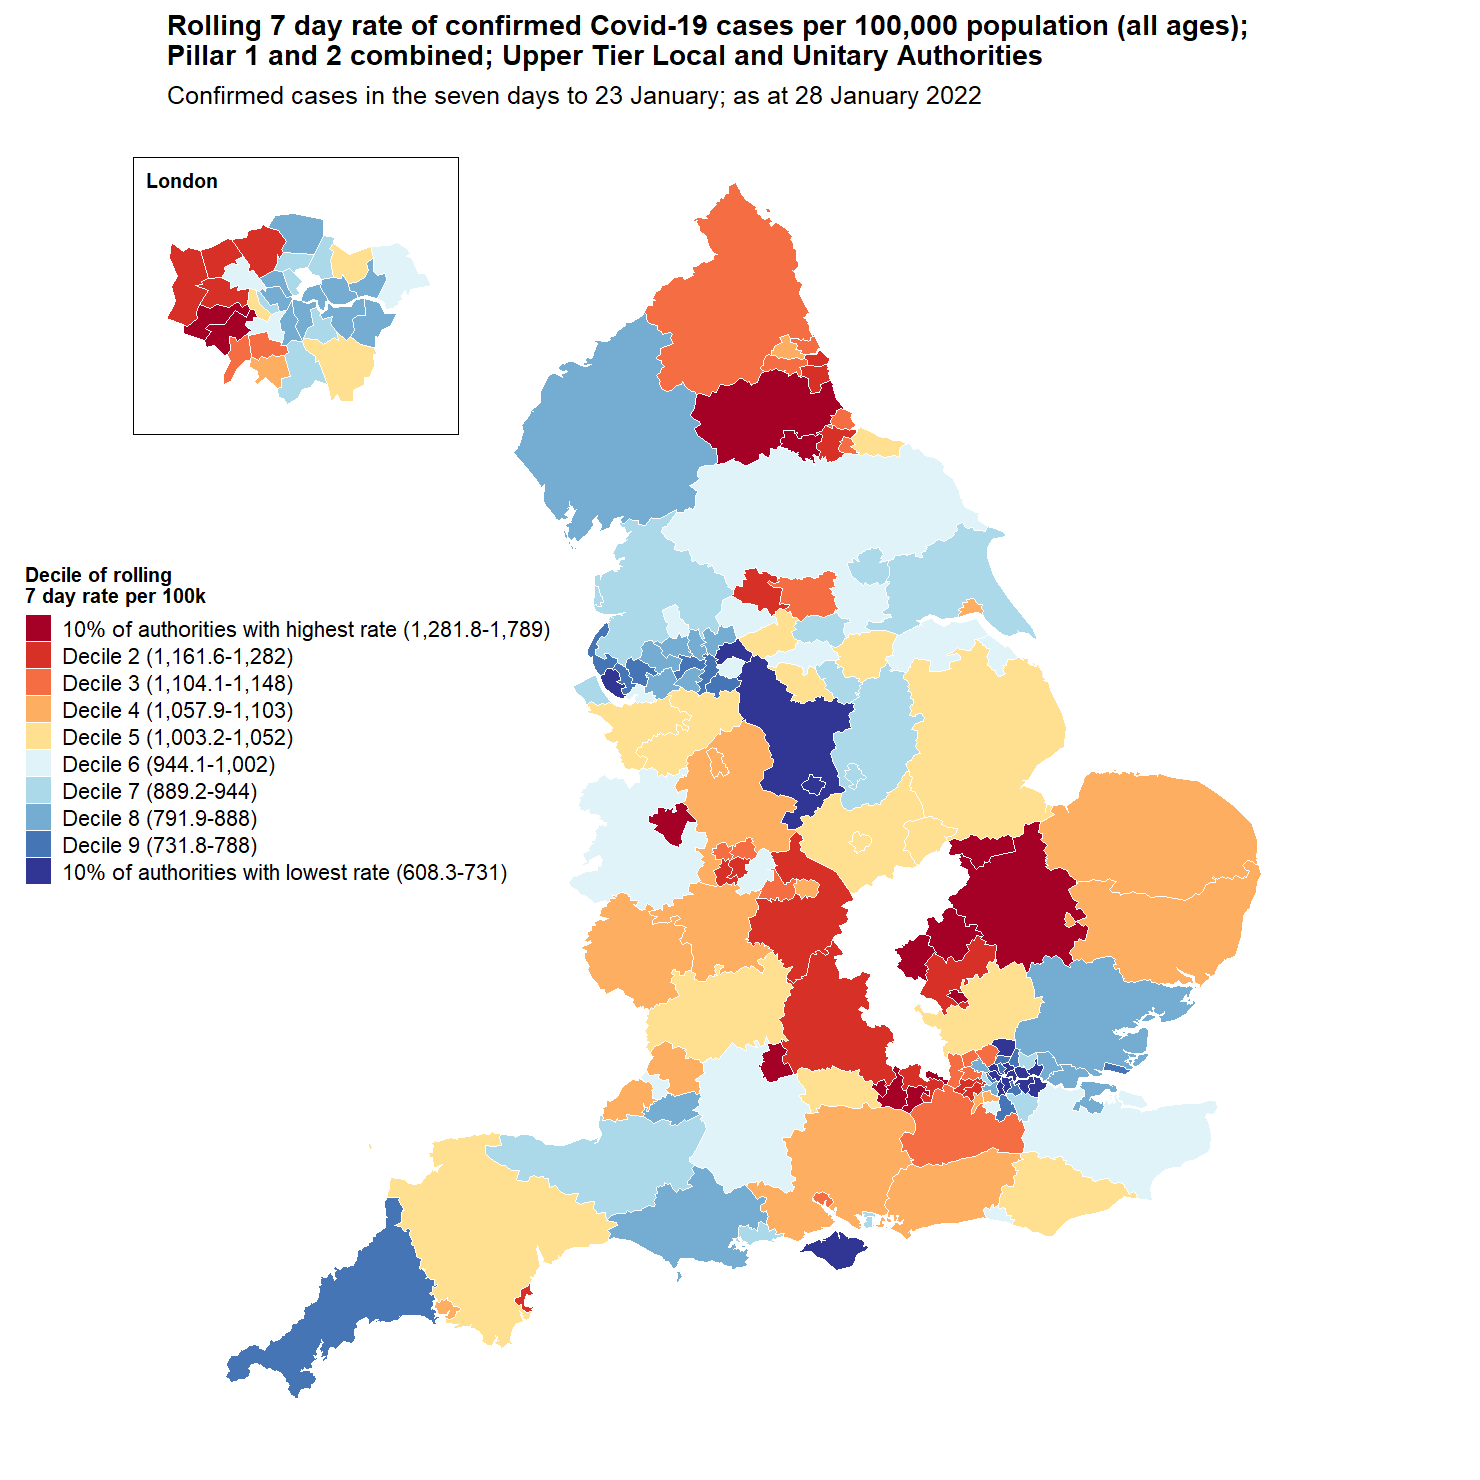 Rolling 7 day rate of confirmed Covid-19 cases per 100,000 population (all ages);
Pillar 1 and 2 combined; Upper Tier Local and Unitary Authorities
Confirmed cases in the seven days to 23 January; as at 28 January 2022
London
Decile of rolling
7 day rate per 100k
10% of authorities with highest rate (1,281.8-1,789)
Decile 2 (1,161.6-1,282)
Decile 3 (1,104.1-1,148)
Decile 4 (1,057.9-1,103)
Decile 5 (1,003.2-1,052)
Decile 6 (944.1-1,002)
Decile 7 (889.2-944)
Decile 8 (791.9-888)
Decile 9 (731.8-788)
10% of authorities with lowest rate (608.3-731)